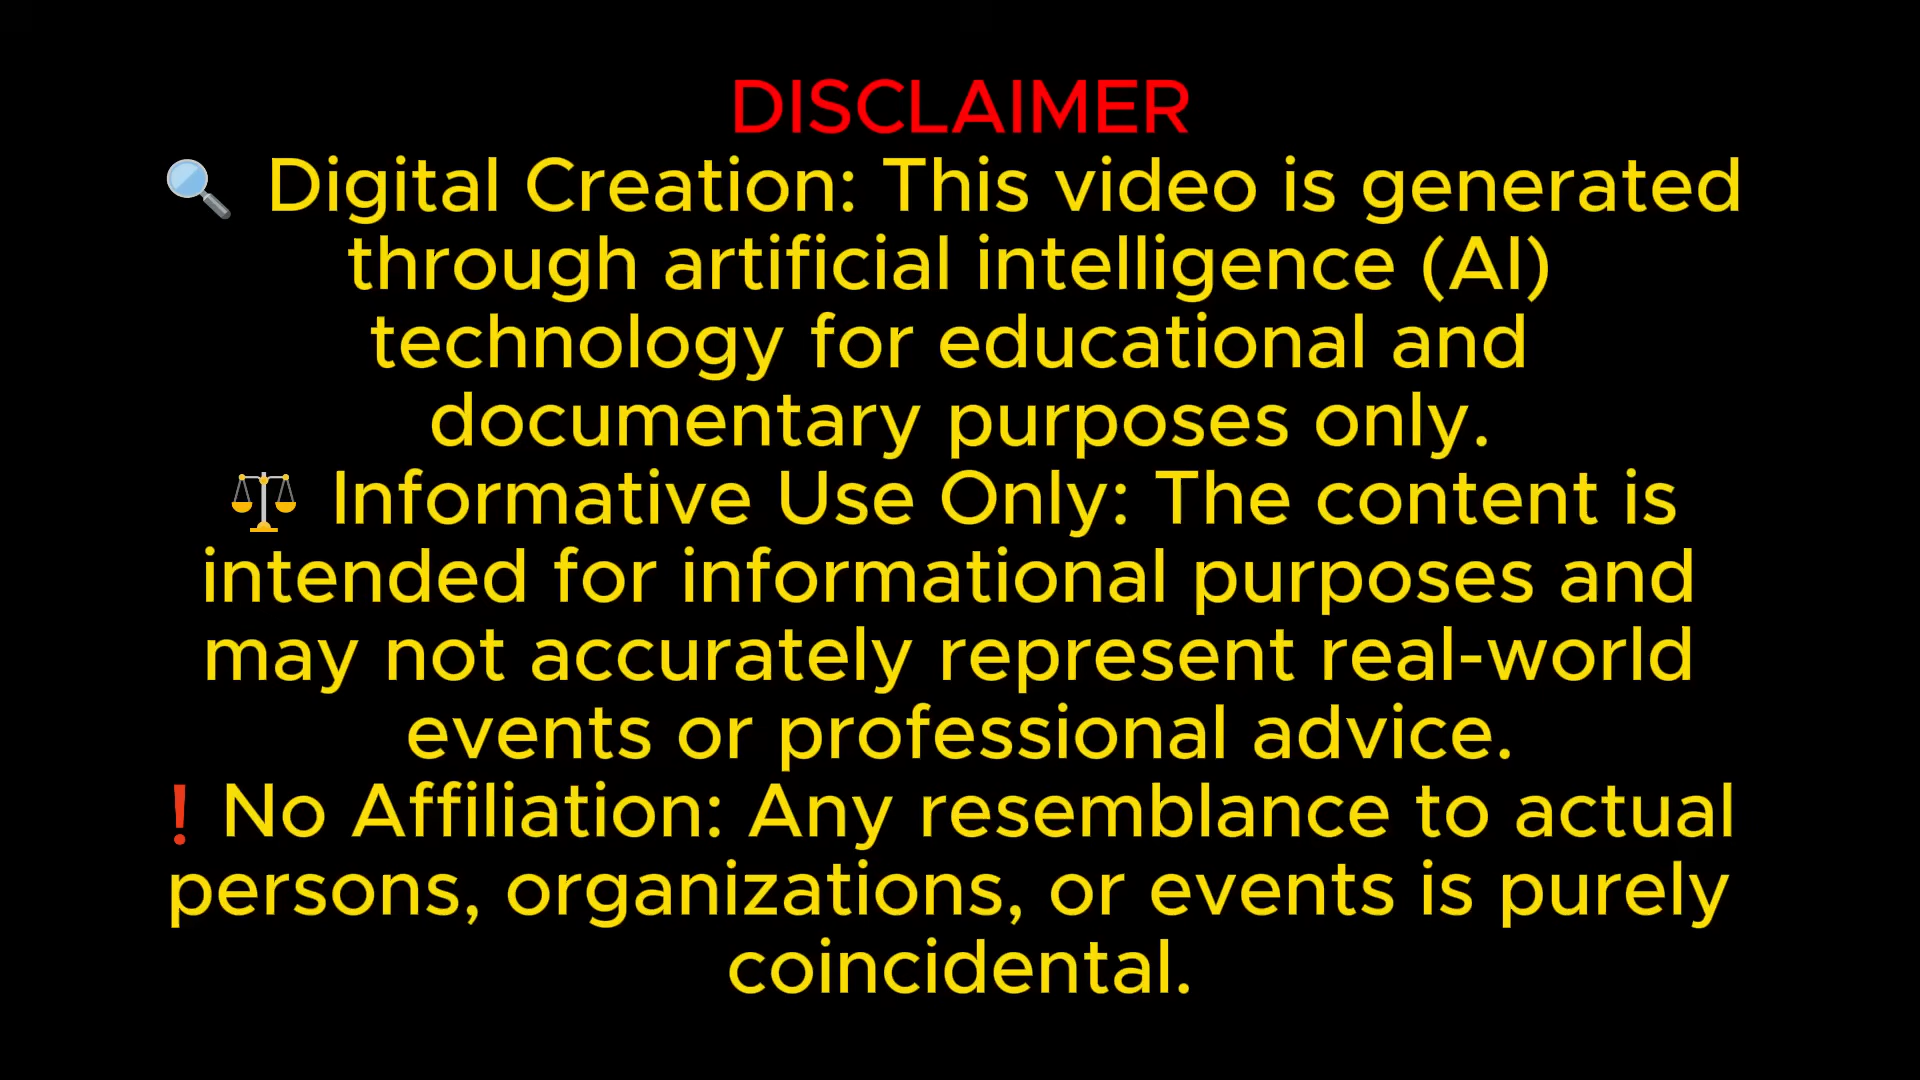 DISCLAIMER
🔍 Digital Creation: This video is generated
through artificial intelligence (AI)
technology for educational and
documentary purposes only.
⚖️ Informative Use Only: The content is
intended for informational purposes and
may not accurately represent real-world
events or professional advice.
❗ No Affiliation: Any resemblance to actual
persons, organizations, or events is purely
coincidental.